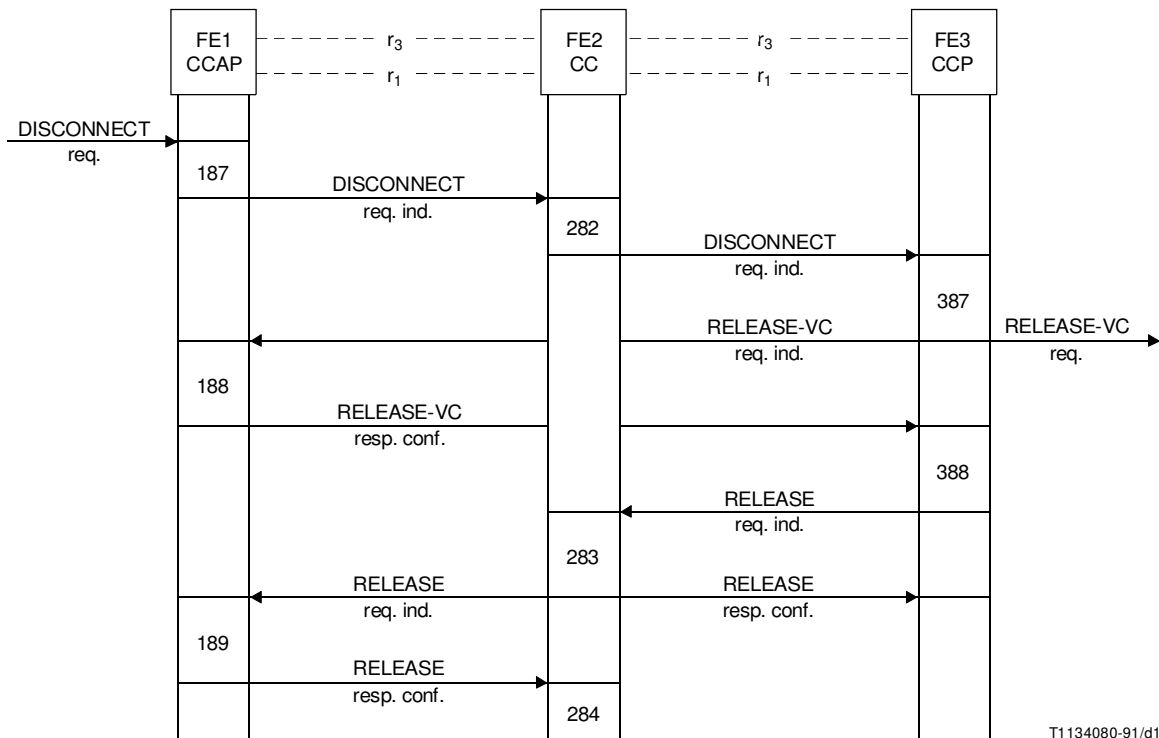 FE1
CCAP
r3
r1
FE2
CC
r3
r1
FE3
CCP
DISCONNECT
req.
187
DISCONNECT
req. ind.
282
DISCONNECT
req. ind.
387
RELEASE-VC
req. ind.
RELEASE-VC
req.
188
RELEASE-VC
resp. conf.
388
RELEASE
req. ind.
283
RELEASE
req. ind.
RELEASE
resp. conf.
189
RELEASE
resp. conf.
284
T1134080-91/d1